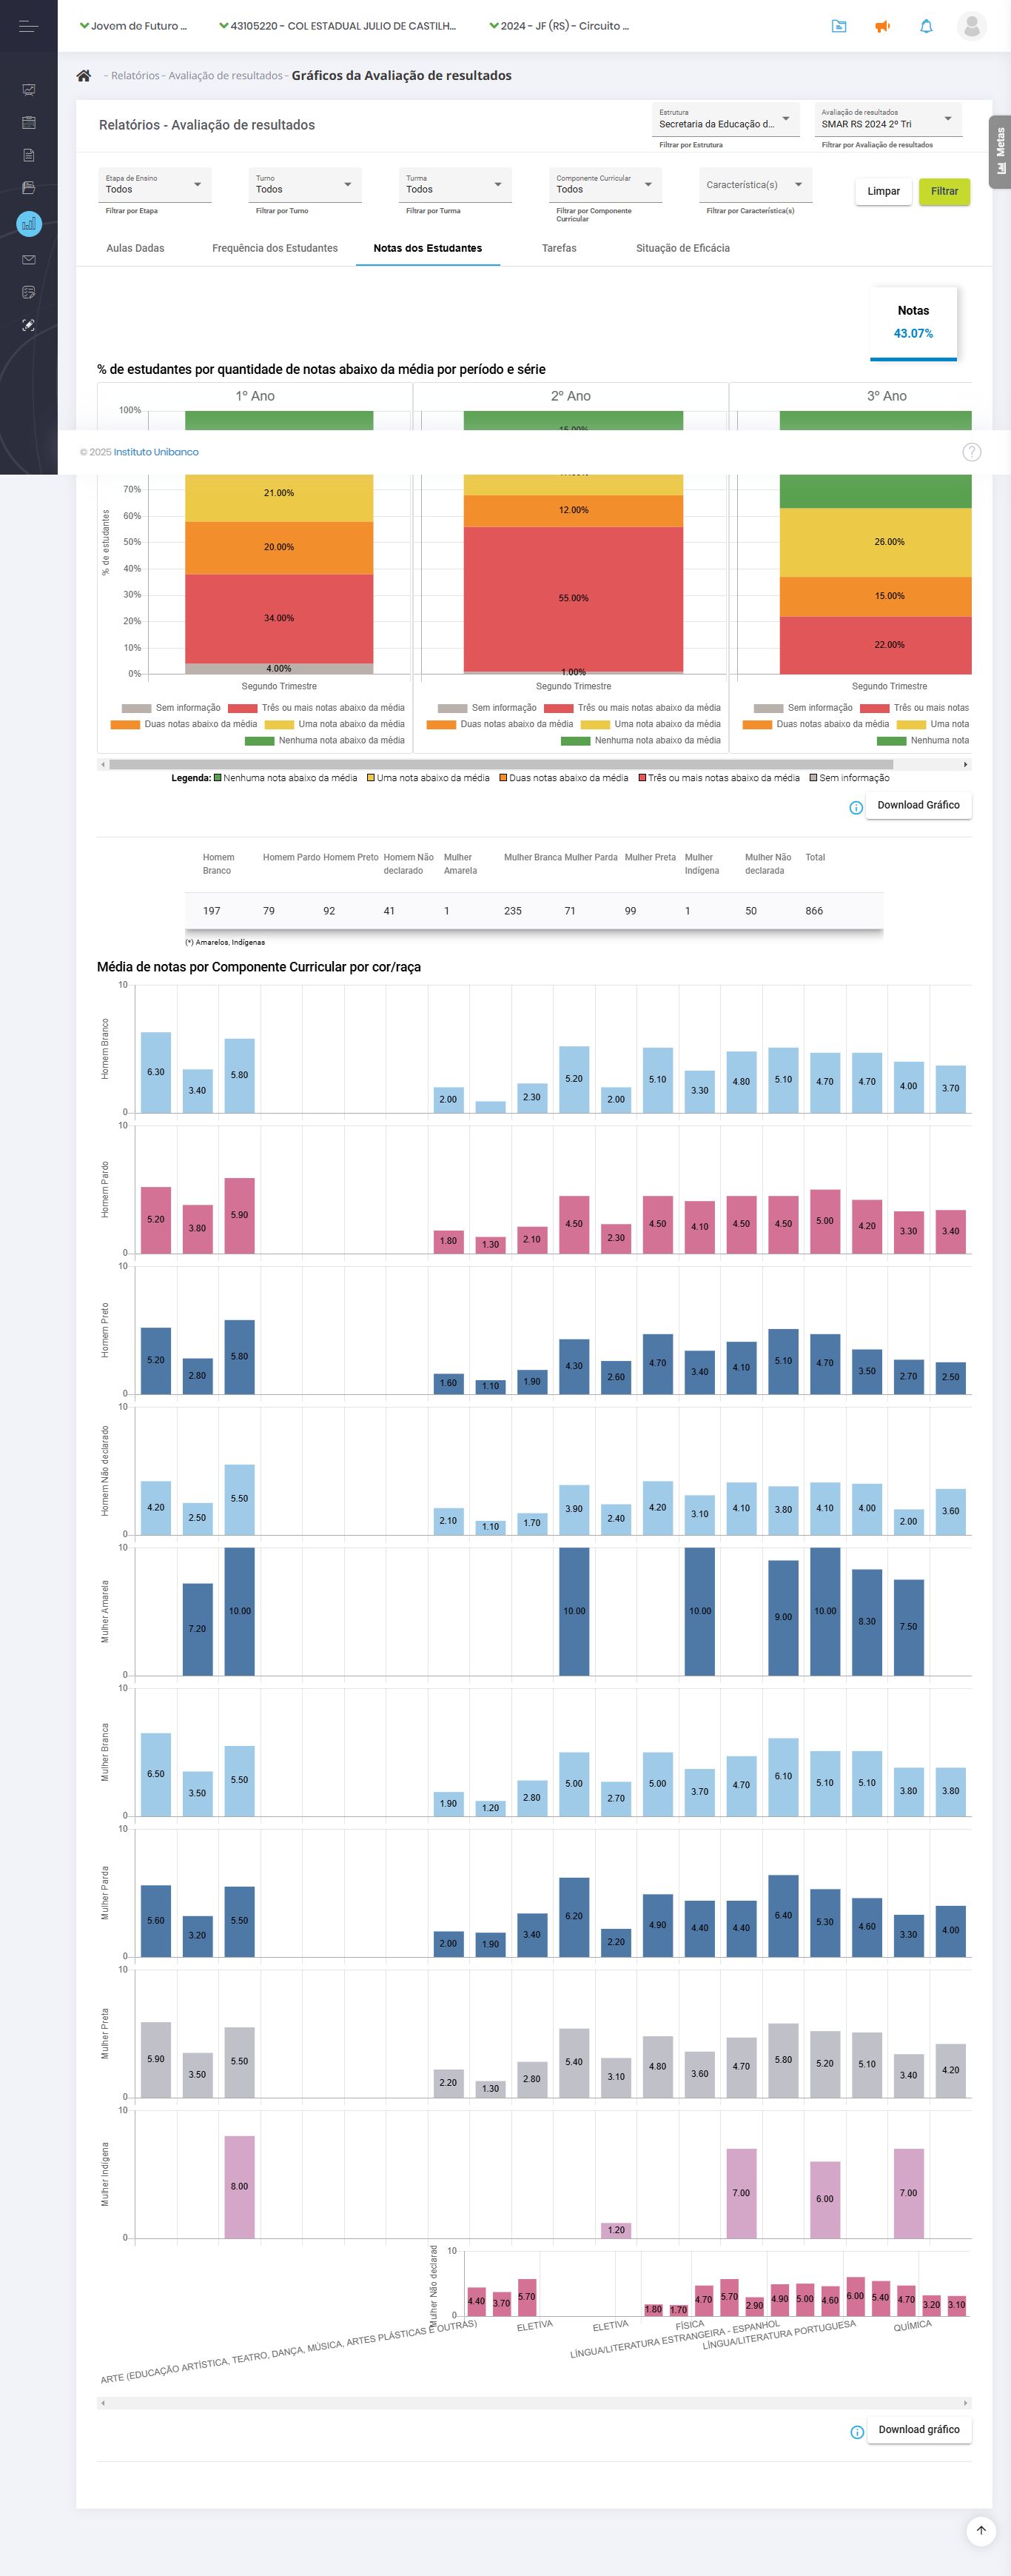 Jovem de Futuro ...
43105220 - COL ESTADUAL JULIO DE CASTILH...
2024 - JF (RS) - Circuito ...
- Relatórios - Avaliação de resultados - Gráficos da Avaliação de resultados
Relatórios - Avaliação de resultados
Estrutura
Secretaria da Educação d...
Filtrar por Estrutura
Avaliação de resultados
SMAR RS 2024 2º Tri
Filtrar por Avaliação de resultados
Metas
Etapa de Ensino
Todos
Filtrar por Etapa
Turno
Todos
Filtrar por Turno
Turma
Todos
Filtrar por Turma
Componente Curricular
Todos
Filtrar por Componente
Curricular
Característica(s)
Filtrar por Característica(s)
Limpar
Filtrar
Aulas Dadas
Frequência dos Estudantes
Notas dos Estudantes
Tarefas
Situação de Eficácia
Notas
43.07%
% de estudantes por quantidade de notas abaixo da média por período e série
1º Ano
2º Ano
3º Ano
100%
© 2025 Instituto Unibanco
?
70%
60%
50%
40%
30%
20%
10%
0%
% de estudantes
21.00%
20.00%
34.00%
4.00%
Segundo Trimestre
15.00%
12.00%
55.00%
1.00%
Segundo Trimestre
26.00%
15.00%
22.00%
Segundo Trimestre
Sem informação Três ou mais notas abaixo da média
Duas notas abaixo da média Uma nota abaixo da média
Nenhuma nota abaixo da média
Sem informação Três ou mais notas abaixo da média
Duas notas abaixo da média Uma nota abaixo da média
Nenhuma nota abaixo da média
Sem informação Três ou mais notas
Duas notas abaixo da média Uma nota
Nenhuma nota
Legenda: Nenhuma nota abaixo da média Uma nota abaixo da média Duas notas abaixo da média Três ou mais notas abaixo da média Sem informação
Download Gráfico
Homem Branco
Homem Pardo
Homem Preto
Homem Não declarado
Mulher Amarela
Mulher Branca
Mulher Parda
Mulher Preta
Mulher Indígena
Mulher Não declarada
Total
197 79 92 41 1 235 71 99 1 50 866
(*) Amarelos, Indígenas
Média de notas por Componente Curricular por cor/raça
Homem Branco
10
0
6.30 3.40 5.80 2.00 2.30 5.20 2.00 5.10 3.30 4.80 5.10 4.70 4.70 4.00 3.70
Homem Pardo
10
0
5.20 3.80 5.90 1.80 1.30 2.10 4.50 2.30 4.50 4.10 4.50 4.50 5.00 4.20 3.30 3.40
Homem Preto
10
0
5.20 2.80 5.80 1.60 1.10 1.90 4.30 2.60 4.70 3.40 4.10 5.10 4.70 3.50 2.70 2.50
Homem Não declarado
10
0
4.20 2.50 5.50 2.10 1.10 1.70 3.90 2.40 4.20 3.10 4.10 3.80 4.10 4.00 2.00 3.60
Mulher Amarela
10
0
7.20 10.00 10.00 10.00 9.00 10.00 8.30 7.50
Mulher Branca
10
0
6.50 3.50 5.50 1.90 1.20 2.80 5.00 2.70 5.00 3.70 4.70 6.10 5.10 5.10 3.80 3.80
Mulher Parda
10
0
5.60 3.20 5.50 2.00 1.90 3.40 6.20 2.20 4.90 4.40 4.40 6.40 5.30 4.60 3.30 4.00
Mulher Preta
10
0
5.90 3.50 5.50 2.20 1.30 2.80 5.40 3.10 4.80 3.60 4.70 5.80 5.20 5.10 3.40 4.20
Mulher Indígena
10
0
8.00 1.20 7.00 6.00 7.00
Mulher Não declarad
10
0
4.40 3.70 5.70 1.80 1.70 4.70 5.70 2.90 4.90 5.00 4.60 6.00 5.40 4.70 3.20 3.10
ARTE (EDUCAÇÃO ARTÍSTICA, TEATRO, DANÇA, MÚSICA, ARTES PLÁSTICAS E OUTRAS)
ELETIVA
ELETIVA
FÍSICA
LÍNGUA/LITERATURA ESTRANGEIRA - ESPANHOL
LÍNGUA/LITERATURA PORTUGUESA
QUÍMICA
Download gráfico